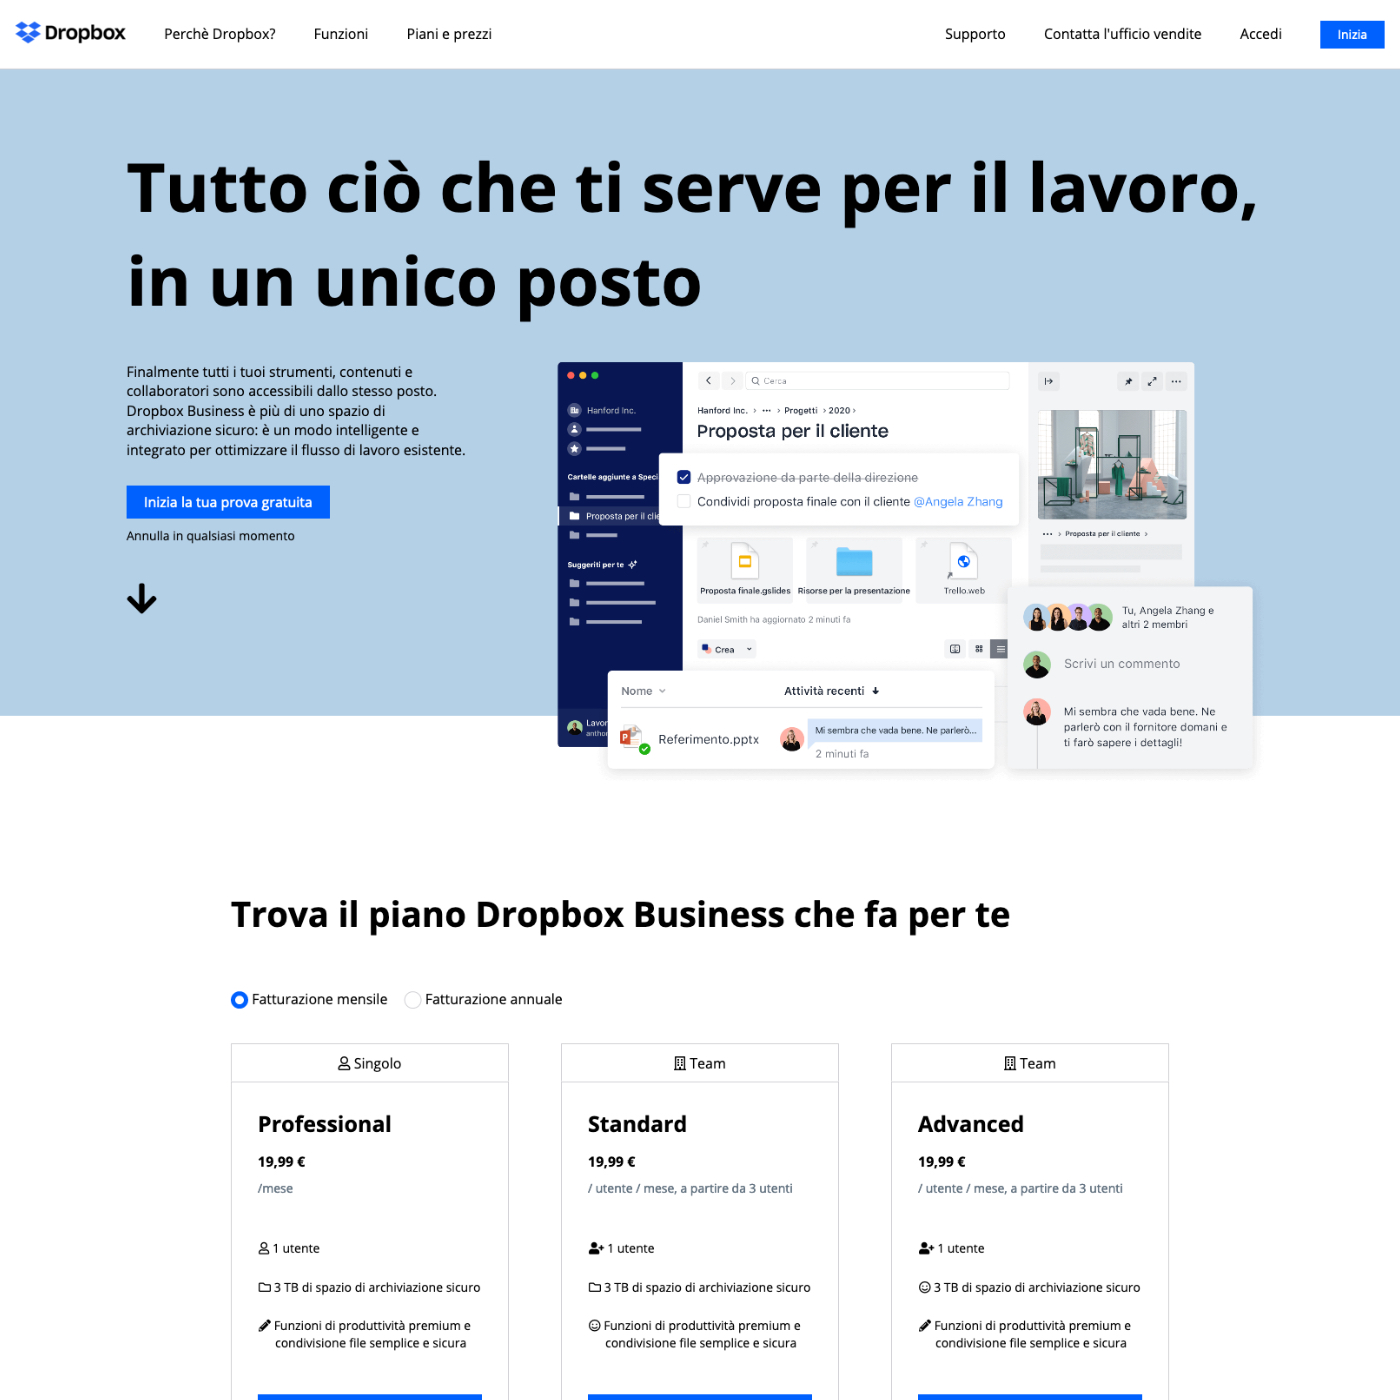 Dropbox
Perchè Dropbox?
Funzioni
Piani e prezzi
Supporto
Contatta l'ufficio vendite
Accedi
Inizia
Tutto ciò che ti serve per il lavoro,
in un unico posto
Finalmente tutti i tuoi strumenti, contenuti e
collaboratori sono accessibili dallo stesso posto.
Dropbox Business è più di uno spazio di
archiviazione sicuro: è un modo intelligente e
integrato per ottimizzare il flusso di lavoro esistente.
Inizia la tua prova gratuita
Annulla in qualsiasi momento
Hanford Inc.
Cartelle aggiunte a Speci
Proposta per il clie
Suggeriti per te
Lavor
antho
Cerca
Hanford Inc. > ··· > Progetti > 2020 >
Proposta per il cliente
Approvazione da parte della direzione
Condividi proposta finale con il cliente @Angela Zhang
Proposta finale.gslides
Risorse per la presentazione
Trello.web
Daniel Smith ha aggiornato 2 minuti fa
Crea
Nome
Attività recenti
Referimento.pptx
Mi sembra che vada bene. Ne parlerò...
2 minuti fa
··· > Proposta per il cliente >
Tu, Angela Zhang e
altri 2 membri
Scrivi un commento
Mi sembra che vada bene. Ne
parlerò con il fornitore domani e
ti farò sapere i dettagli!
Trova il piano Dropbox Business che fa per te
Fatturazione mensile
Fatturazione annuale
Singolo
Professional
19,99 €
/mese
1 utente
3 TB di spazio di archiviazione sicuro
Funzioni di produttività premium e
condivisione file semplice e sicura
Team
Standard
19,99 €
/ utente / mese, a partire da 3 utenti
1 utente
3 TB di spazio di archiviazione sicuro
Funzioni di produttività premium e
condivisione file semplice e sicura
Team
Advanced
19,99 €
/ utente / mese, a partire da 3 utenti
1 utente
3 TB di spazio di archiviazione sicuro
Funzioni di produttività premium e
condivisione file semplice e sicura